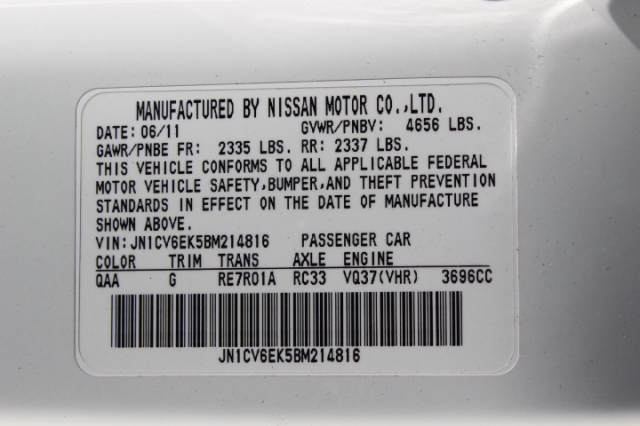 MANUFACTURED BY NISSAN MOTOR CO.,LTD.
DATE: 06/11 GVWR/PNBV: 4656 LBS.
GAWR/PNBE FR: 2335 LBS. RR: 2337 LBS.
THIS VEHICLE CONFORMS TO ALL APPLICABLE FEDERAL
MOTOR VEHICLE SAFETY,BUMPER,AND THEFT PREVENTION
STANDARDS IN EFFECT ON THE DATE OF MANUFACTURE
SHOWN ABOVE.
VIN:JN1CV6EK5BM214816 PASSENGER CAR
COLOR TRIM TRANS AXLE ENGINE
QAA G RE7R01A RC33 VQ37(VHR) 3696CC
JN1CV6EK5BM214816